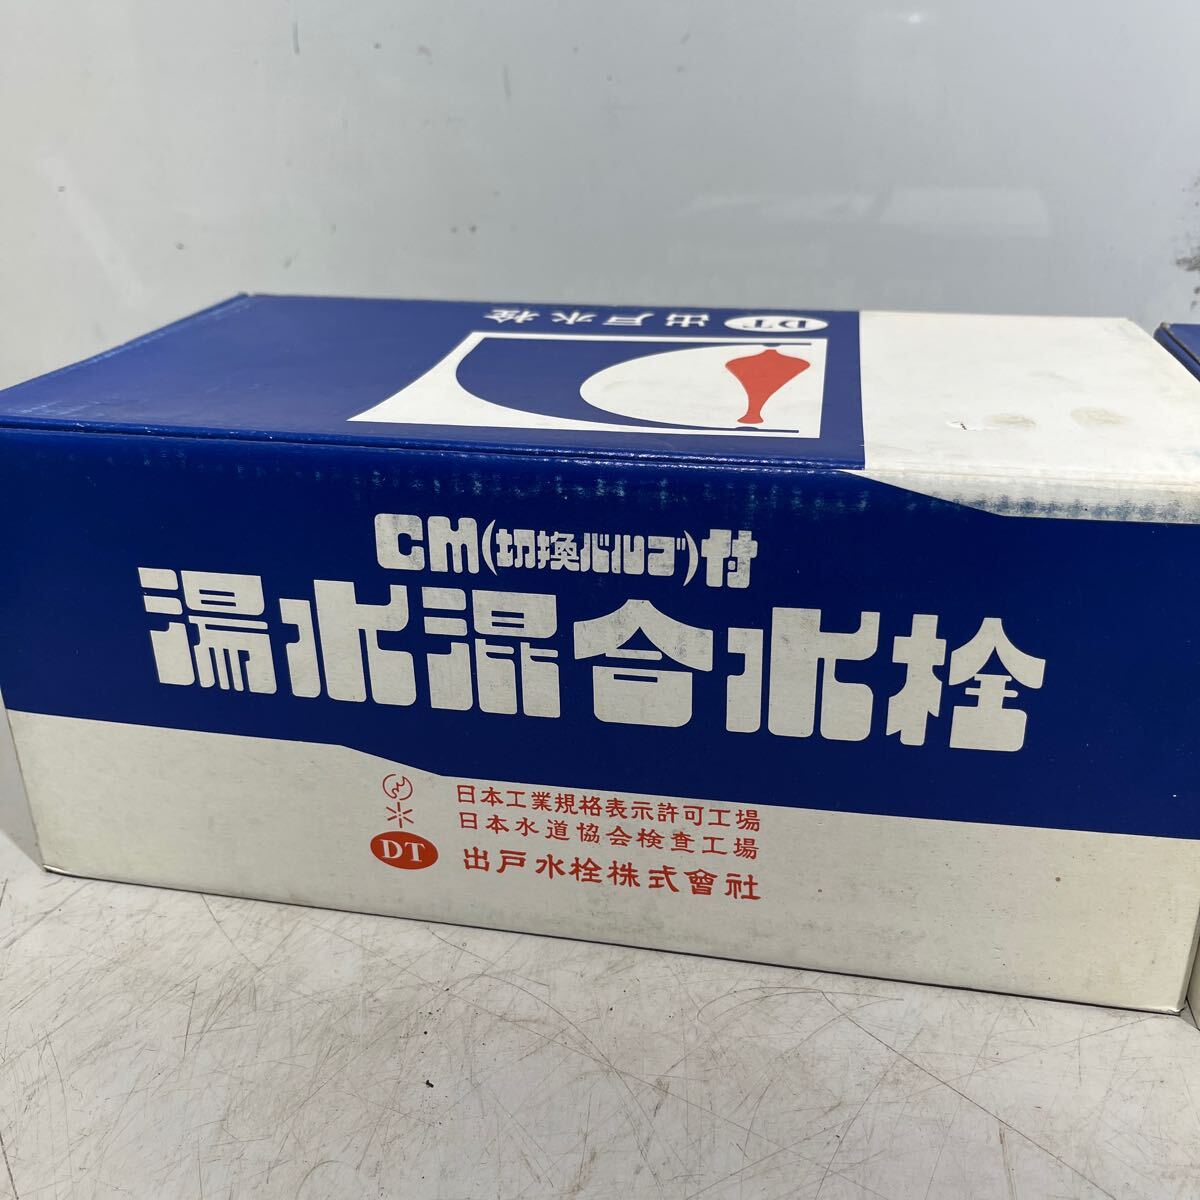 DT 出戸水栓
CM(切換バルブ)付
湯水混合水栓
日本工業規格表示許可工場
日本水道協会検査工場
DT 出戸水栓株式會社